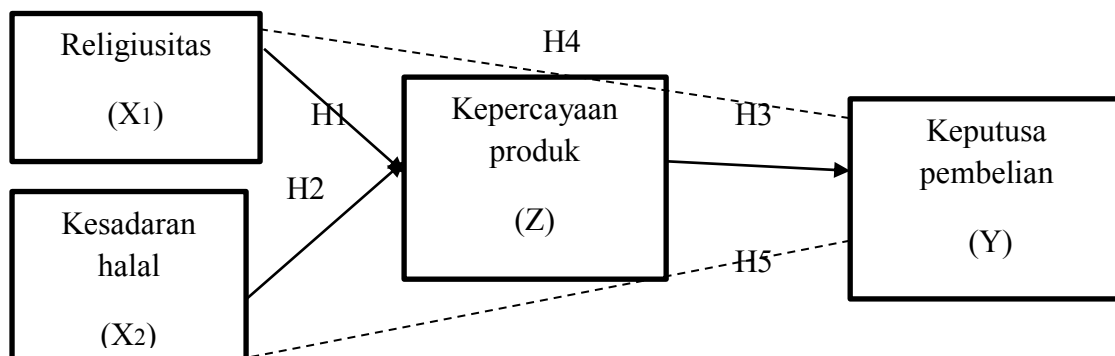 Religiusitas
(X1)
H1
H2
Kesadaran
halal
(X2)
H4
Kepercayaan
produk
(Z)
H3
H5
Keputusa
pembelian
(Y)